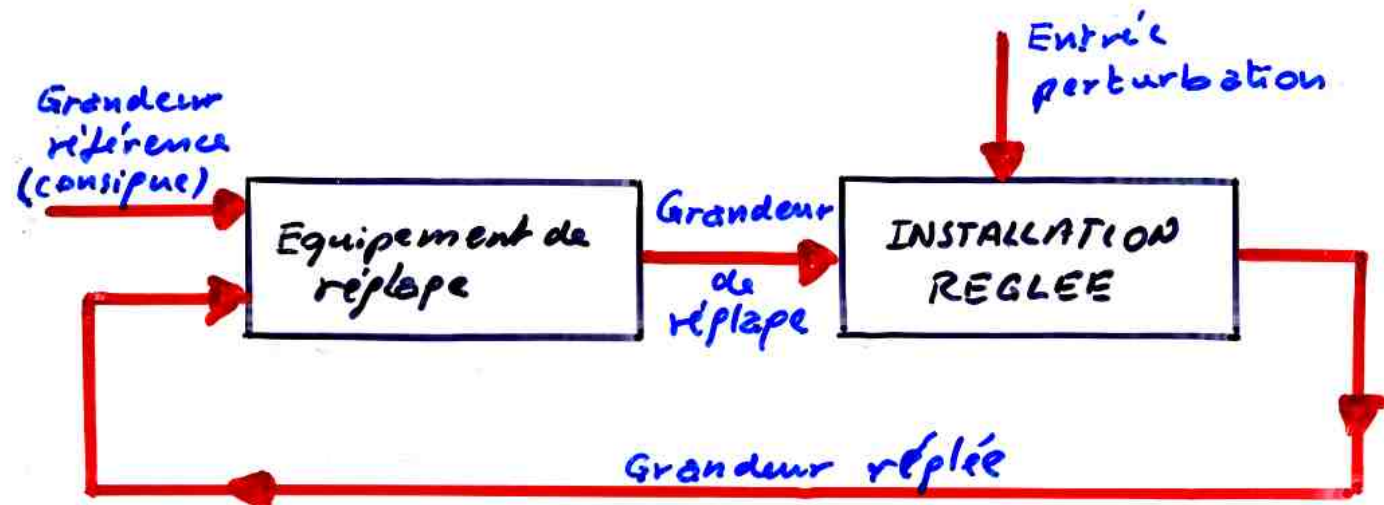 Grandeur
référence
(consigne)
Equipement de
réglage
Grandeur
de
réglage
Entrée
perturbation
INSTALLATION
REGLEE
Grandeur réglée